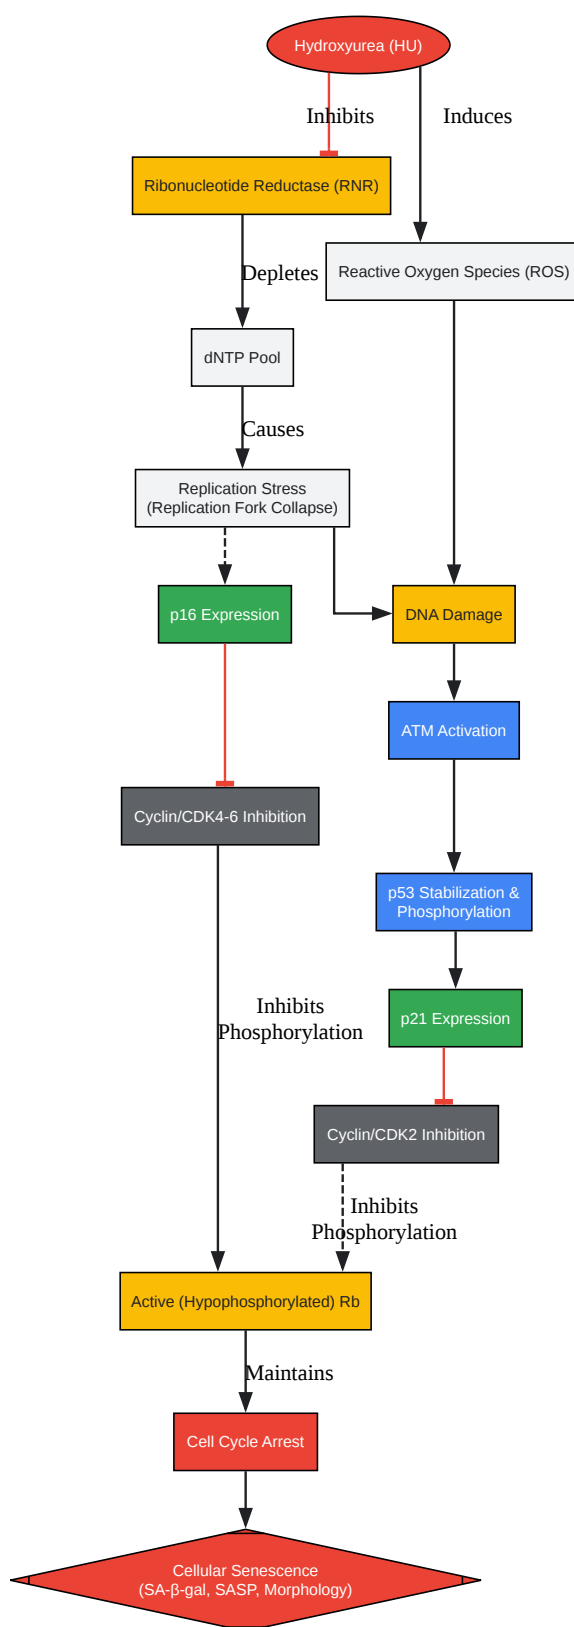 Hydroxyurea (HU)
Inhibits
Induces
Ribonucleotide Reductase (RNR)
Depletes
Reactive Oxygen Species (ROS)
dNTP Pool
Causes
Replication Stress
(Replication Fork Collapse)
p16 Expression
DNA Damage
ATM Activation
Cyclin/CDK4-6 Inhibition
p53 Stabilization &
Phosphorylation
Inhibits
Phosphorylation
p21 Expression
Cyclin/CDK2 Inhibition
Inhibits
Phosphorylation
Active (Hypophosphorylated) Rb
Maintains
Cell Cycle Arrest
Cellular Senescence
(SA-β-gal, SASP, Morphology)